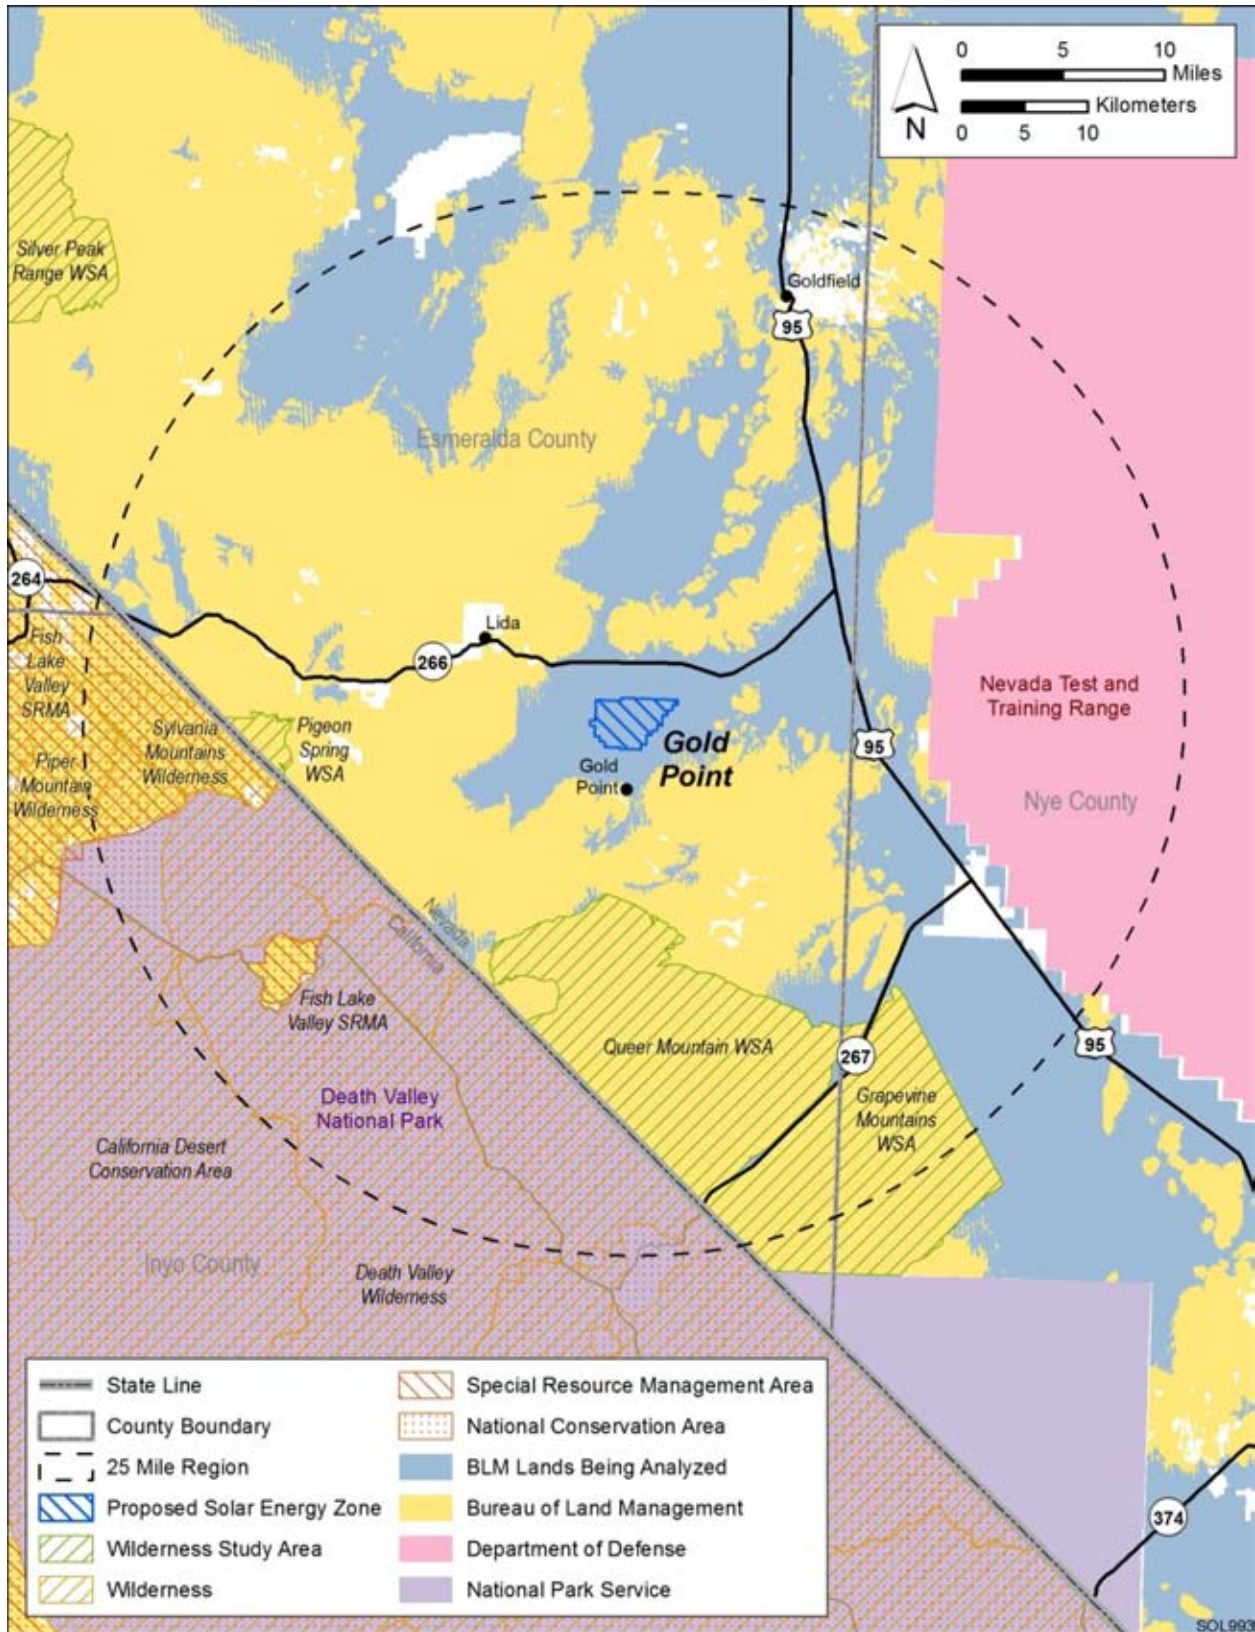 0 5 10
Miles
Kilometers
0 5 10
N
Silver Peak
Range WSA
Goldfield
95
Esmeralda County
264
Fish
Lake
Valley
SRMA
Lida
266
Nevada Test and
Training Range
Sylvania
Mountains
Wilderness
Pigeon
Spring
WSA
Gold
Point
Gold
Point
95
Piper
Mountain
Wilderness
Nye County
Nevada
California
Fish Lake
Valley SRMA
Queer Mountain WSA
267
95
Grapevine
Mountains
WSA
Death Valley
National Park
California Desert
Conservation Area
Inyo County
Death Valley
Wilderness
State Line
County Boundary
25 Mile Region
Proposed Solar Energy Zone
Wilderness Study Area
Wilderness
Special Resource Management Area
National Conservation Area
BLM Lands Being Analyzed
Bureau of Land Management
Department of Defense
National Park Service
374